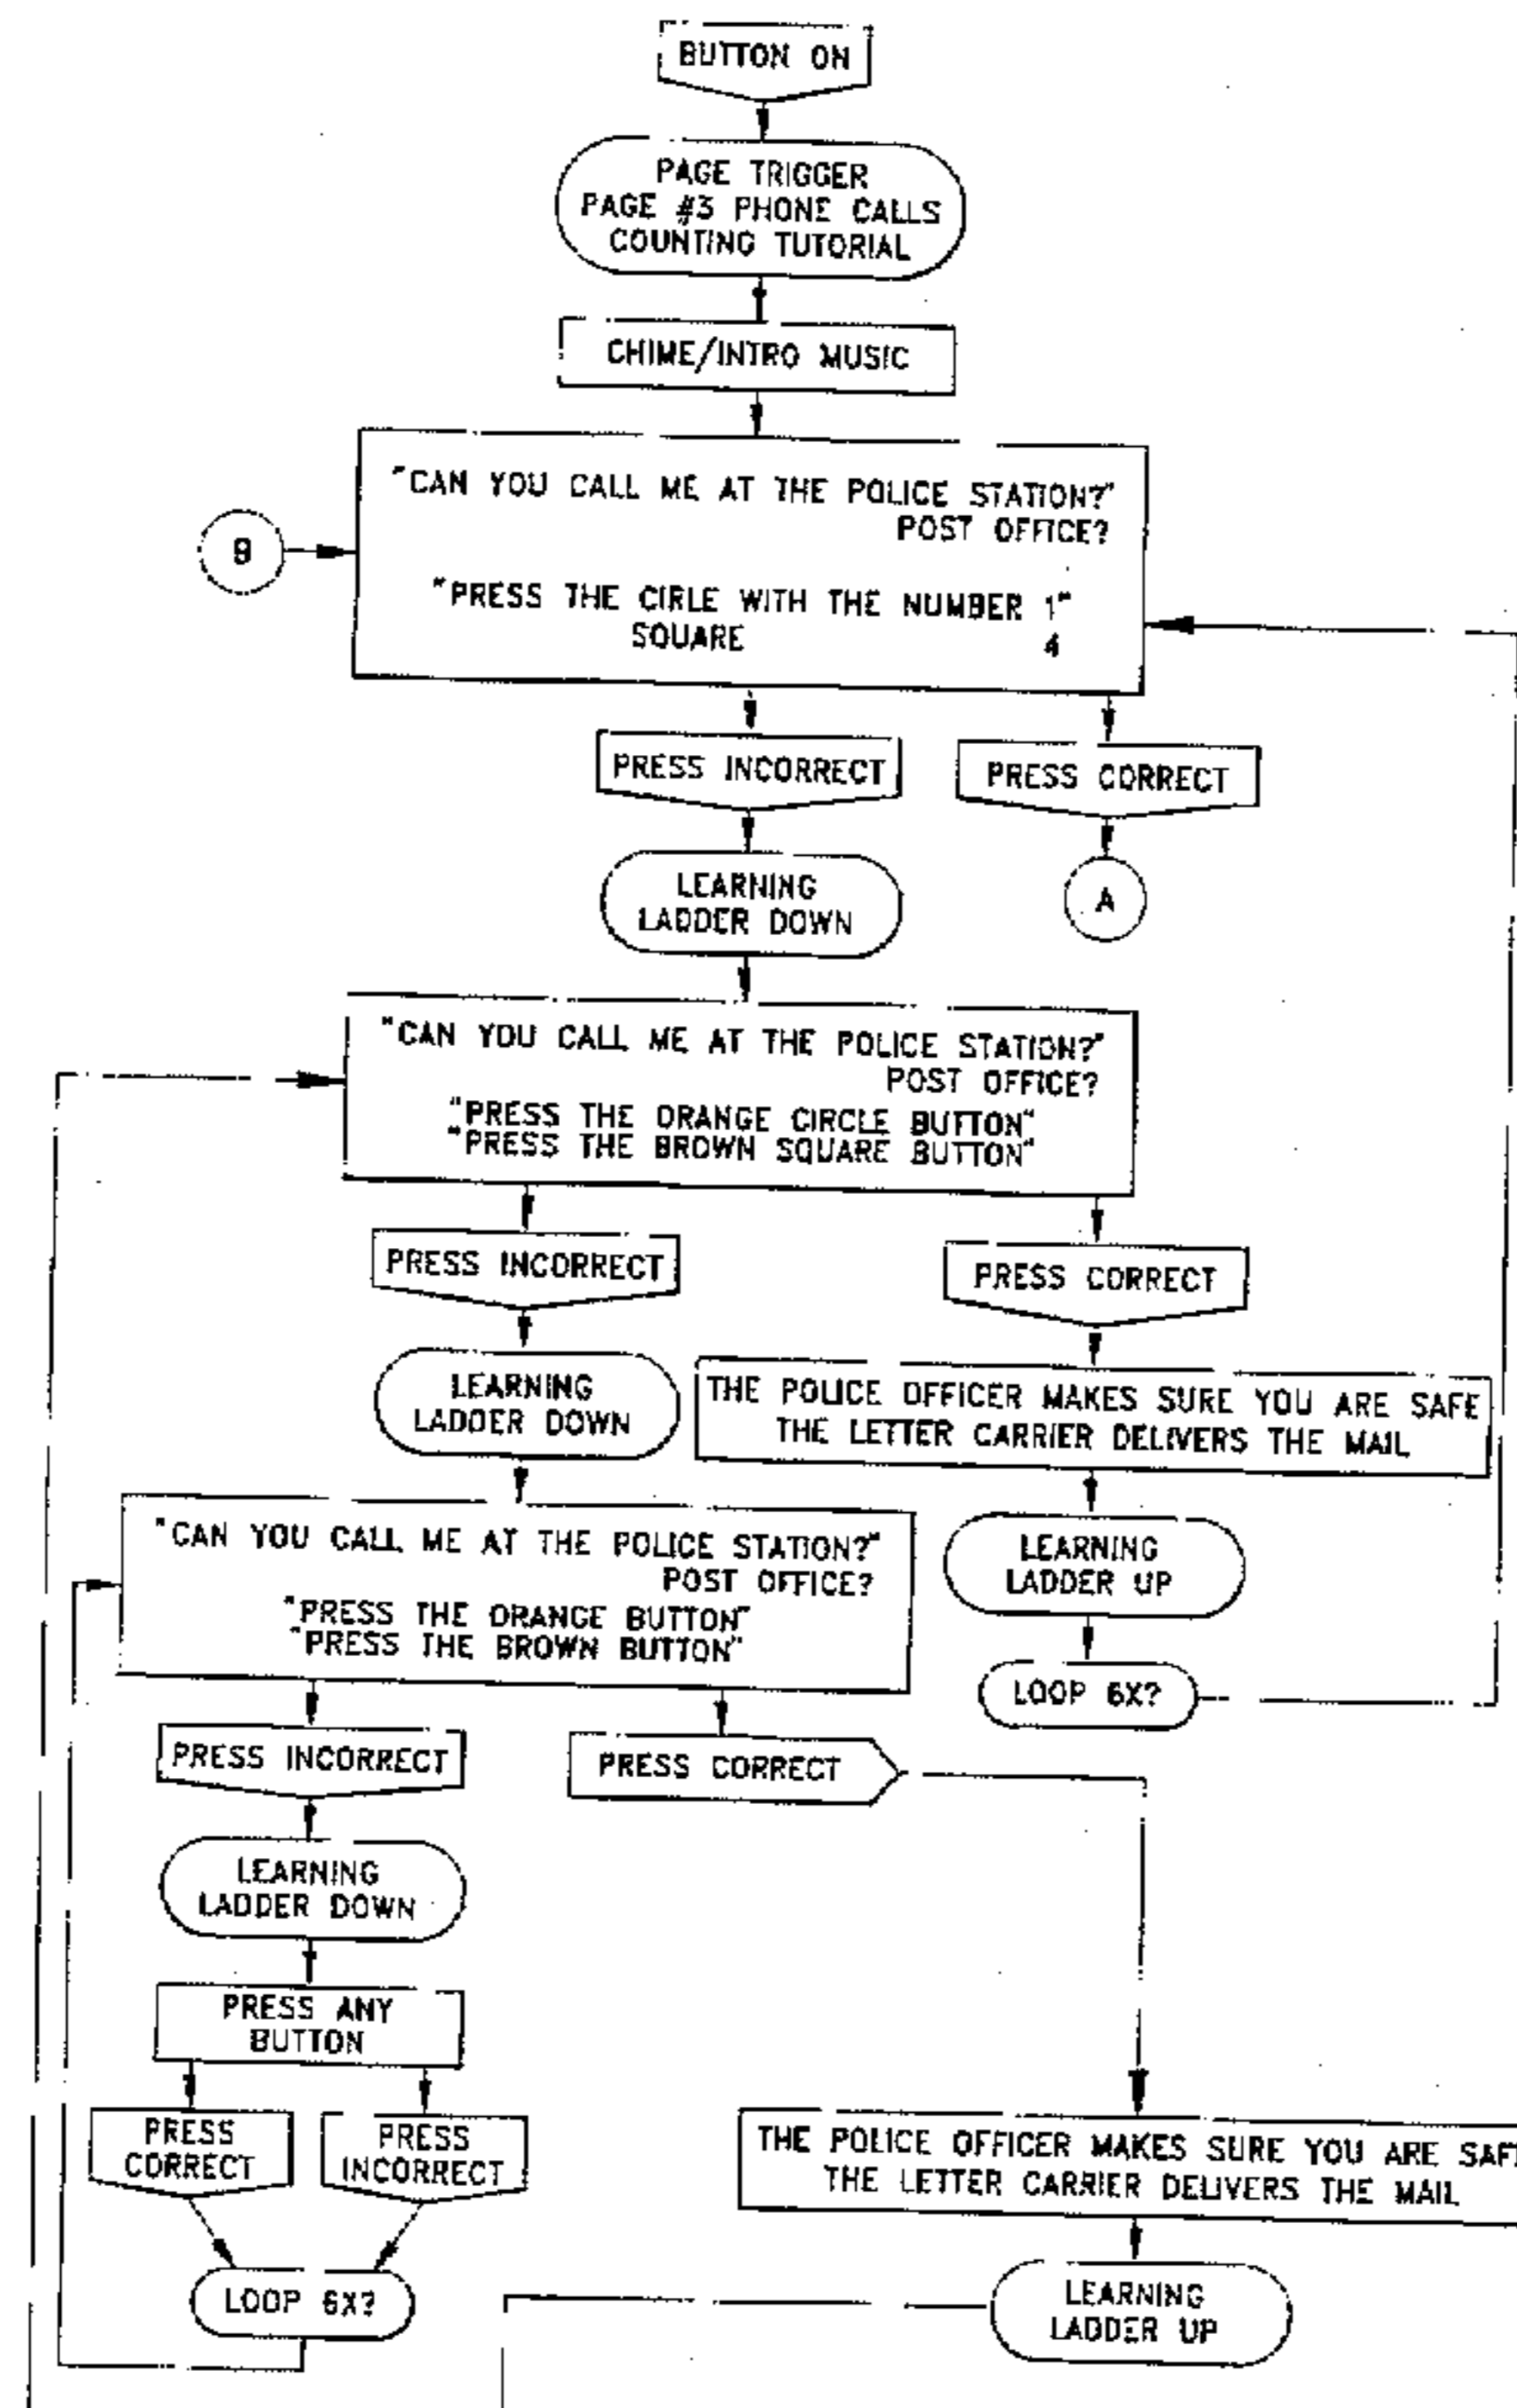 BUTTON ON
PAGE TRIGGER
PAGE #3 PHONE CALLS
COUNTING TUTORIAL
CHIME/INTRO MUSIC
"CAN YOU CALL ME AT THE POLICE STATION?"
POST OFFICE?
B
"PRESS THE CIRLE WITH THE NUMBER 1"
SQUARE 4
PRESS INCORRECT
PRESS CORRECT
LEARNING
LADDER DOWN
A
"CAN YOU CALL ME AT THE POLICE STATION?"
POST OFFICE?
"PRESS THE ORANGE CIRCLE BUTTON"
"PRESS THE BROWN SQUARE BUTTON"
PRESS INCORRECT
PRESS CORRECT
LEARNING
LADDER DOWN
THE POLICE OFFICER MAKES SURE YOU ARE SAFE
THE LETTER CARRIER DELIVERS THE MAIL
"CAN YOU CALL ME AT THE POLICE STATION?"
POST OFFICE?
"PRESS THE ORANGE BUTTON"
"PRESS THE BROWN BUTTON"
LEARNING
LADDER UP
LOOP 6X?
PRESS INCORRECT
PRESS CORRECT
LEARNING
LADDER DOWN
PRESS ANY
BUTTON
PRESS
CORRECT
PRESS
INCORRECT
THE POLICE OFFICER MAKES SURE YOU ARE SAF
THE LETTER CARRIER DELIVERS THE MAIL
LOOP 6X?
LEARNING
LADDER UP